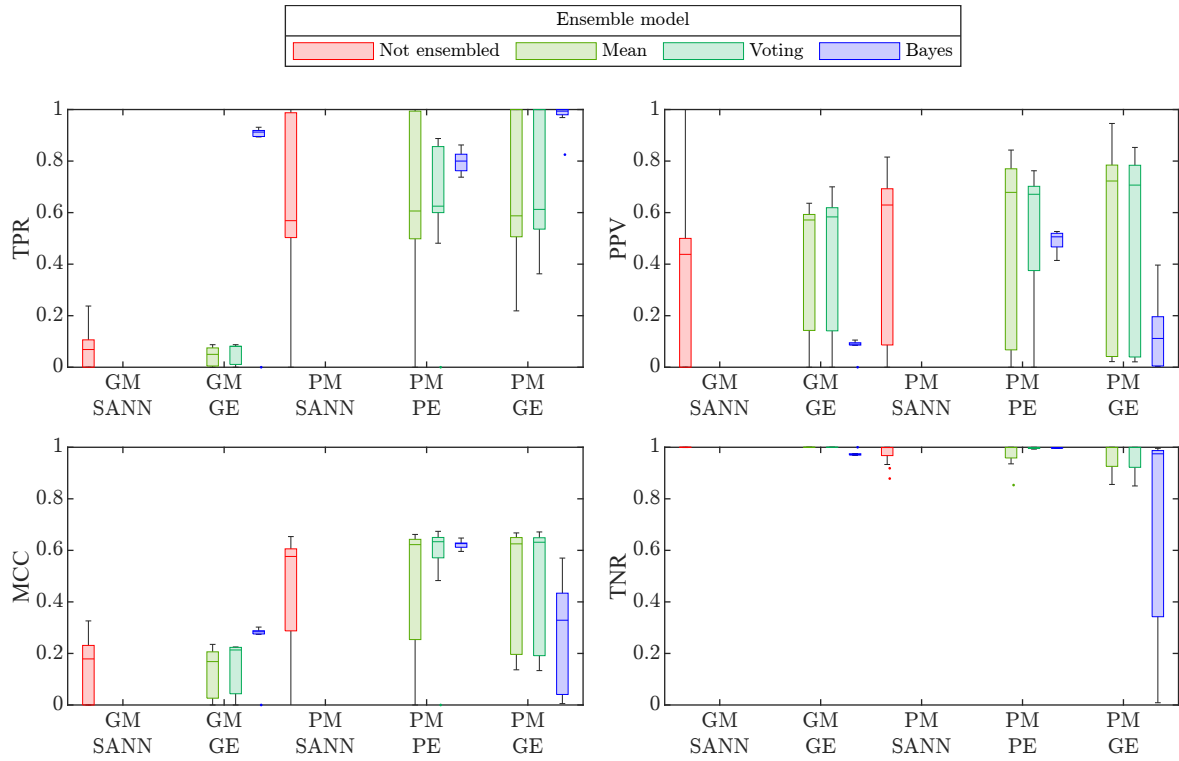 Ensemble model
Not ensembled Mean Voting Bayes
1
0.8
0.6
0.4
0.2
0
TPR
GM GM PM PM PM
SANN GE SANN PE GE
1
0.8
0.6
0.4
0.2
0
PPV
GM GM PM PM PM
SANN GE SANN PE GE
1
0.8
0.6
0.4
0.2
0
MCC
GM GM PM PM PM
SANN GE SANN PE GE
1
0.8
0.6
0.4
0.2
0
TNR
GM GM PM PM PM
SANN GE SANN PE GE